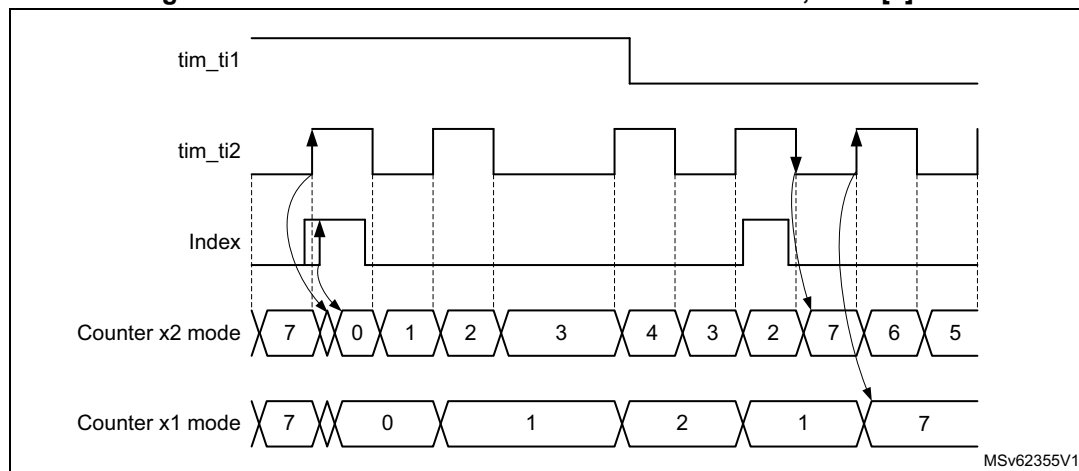 tim_ti1
tim_ti2
Index
Counter x2 mode 7 0 1 2 3 4 3 2 7 6 5
Counter x1 mode 7 0 1 2 1 7
MSv62355V1